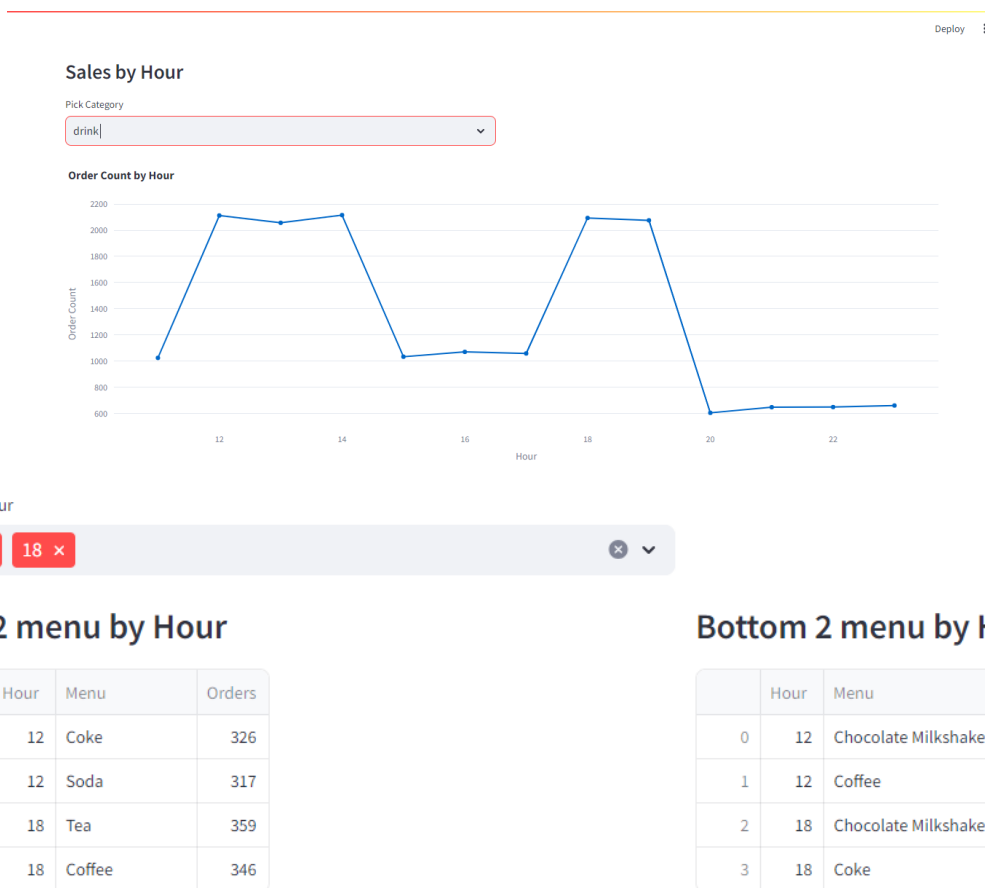 Deploy
Sales by Hour
Pick Category
drink
Order Count by Hour
2200
2000
1800
1600
1400
1200
1000
800
600
Order Count
12 14 16 18 20 22
Hour
ur
18 ×
2 menu by Hour
Hour Menu Orders
12 Coke 326
12 Soda 317
18 Tea 359
18 Coffee 346
Bottom 2 menu by H
Hour Menu
0 12 Chocolate Milkshake
1 12 Coffee
2 18 Chocolate Milkshake
3 18 Coke